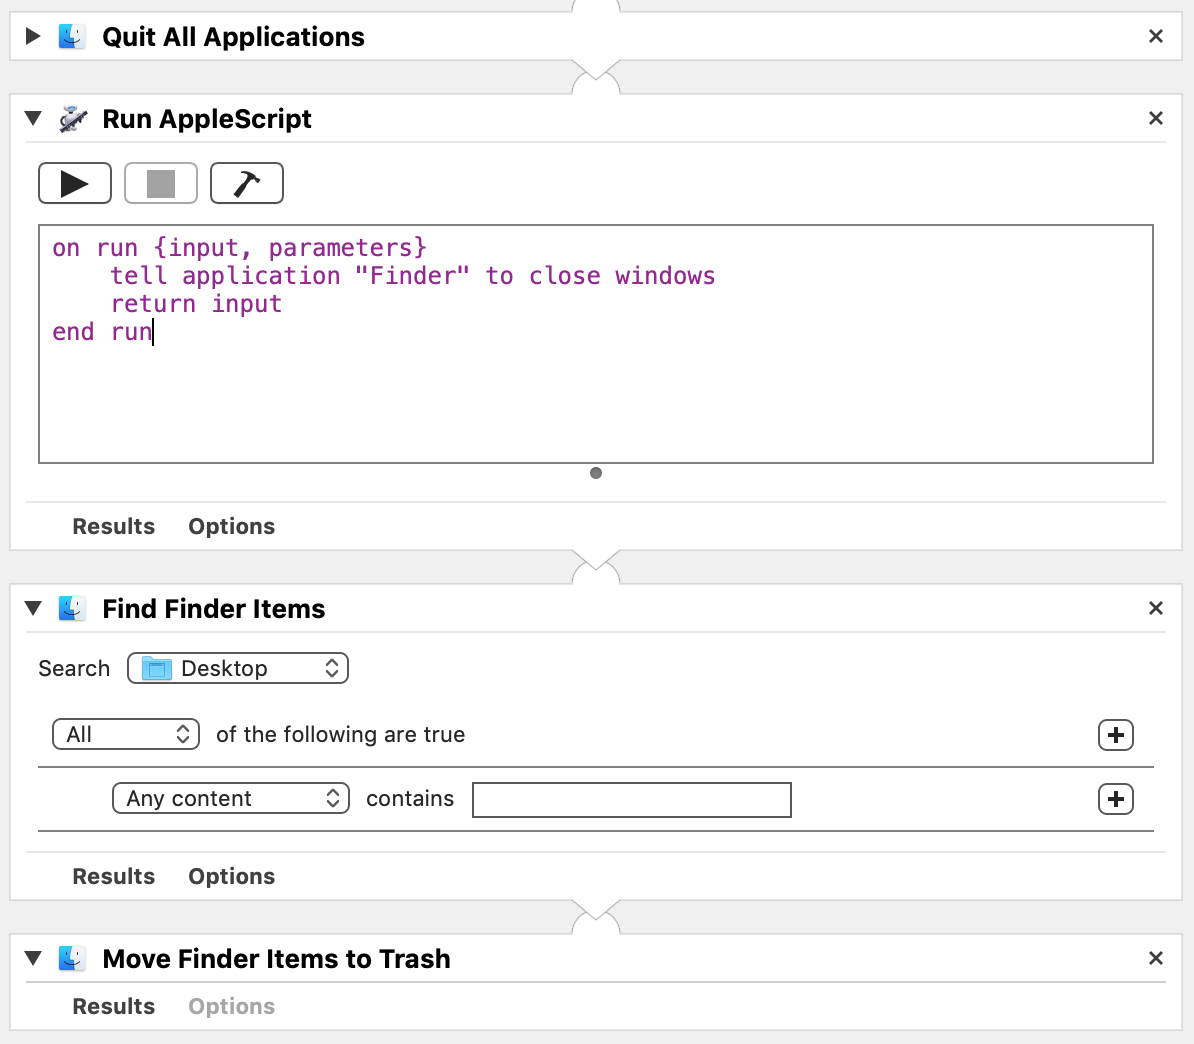 Quit All Applications
Run AppleScript
on run {input, parameters}
    tell application "Finder" to close windows
    return input
end run
Results Options
Find Finder Items
Search Desktop
All of the following are true
Any content contains
Results Options
Move Finder Items to Trash
Results Options